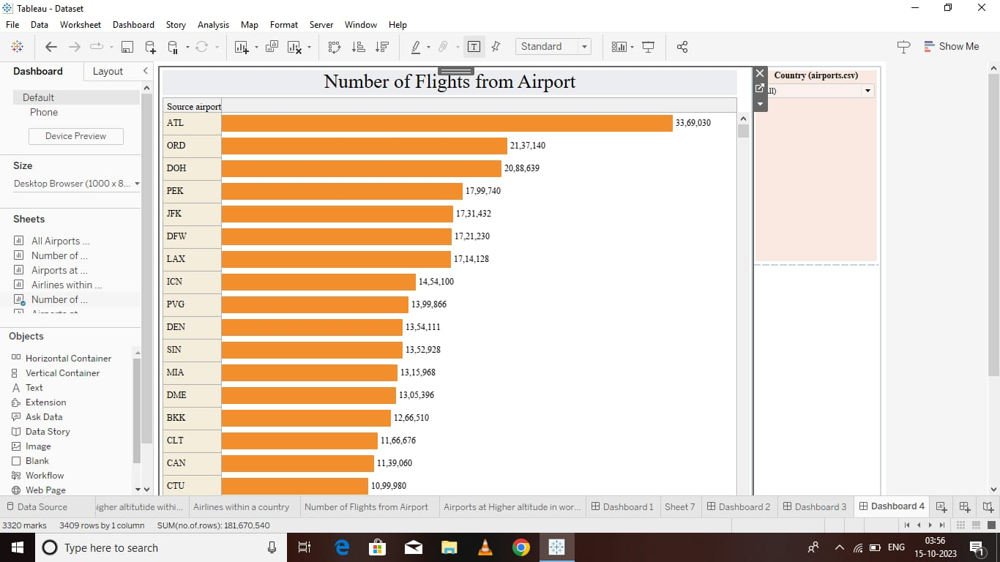 Tableau - Dataset
File Data Worksheet Dashboard Story Analysis Map Format Server Window Help
Standard
Show Me
Dashboard Layout
Default
Phone
Device Preview
Size
Desktop Browser (1000 x 8...
Sheets
All Airports ...
Number of ...
Airports at ...
Airlines within ...
Number of ...
Airports at
Objects
Horizontal Container
Vertical Container
Text
Extension
Ask Data
Data Story
Image
Blank
Workflow
Web Page
Number of Flights from Airport
Source airport
ATL 33,69,030
ORD 21,37,140
DOH 20,88,639
PEK 17,99,740
JFK 17,31,432
DFW 17,21,230
LAX 17,14,128
ICN 14,54,100
PVG 13,99,866
DEN 13,54,111
SIN 13,52,928
MIA 13,15,968
DME 13,05,396
BKK 12,66,510
CLT 11,66,676
CAN 11,39,060
CTU 10,99,980
Country (airports.csv)
ll)
Data Source igher altitutide withi... Airlines within a country Number of Flights from Airport Airports at Higher altitude in wor... Dashboard 1 Sheet 7 Dashboard 2 Dashboard 3 Dashboard 4
3320 marks 3409 rows by 1 column SUM(no.of.rows): 181,670,540
Type here to search
ENG
03:56
15-10-2023
1